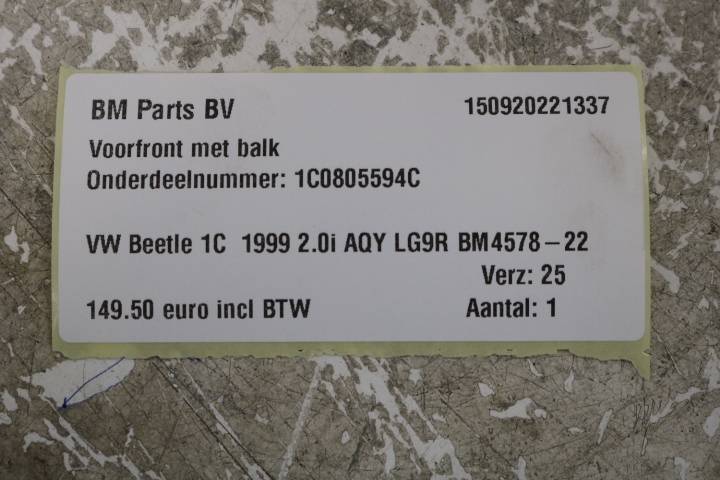 BM Parts BV 150920221337
Voorfront met balk
Onderdeelnummer: 1C0805594C
VW Beetle 1C 1999 2.0i AQY LG9R BM4578-22
Verz: 25
149.50 euro incl BTW Aantal: 1